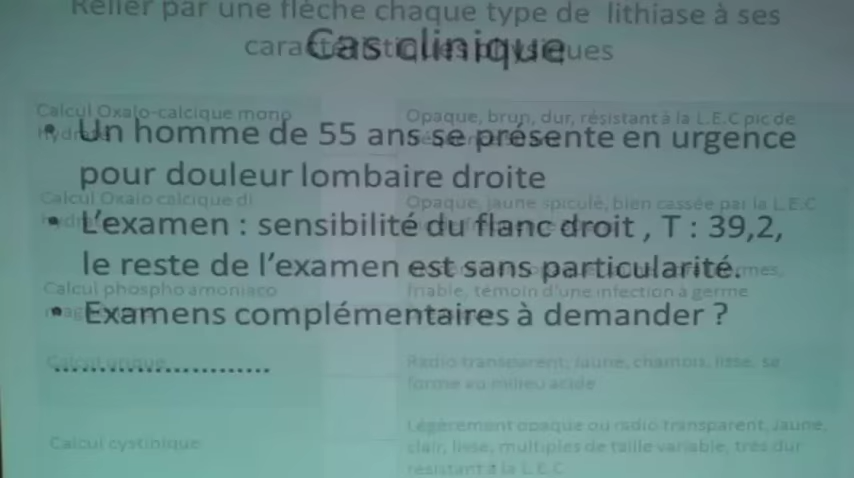 Relier par une flèche chaque type de lithiase à ses
Cas clinique
Calcul Oxalo-calcique mono
Opaque, brun, dur, résistant à la L.E.C pic de
• Un homme de 55 ans se présente en urgence
pour douleur lombaire droite
Calcul Oxalo calcique di
Opaque, jaune spiculé, bien cassée par la L.E.C
• L'examen : sensibilité du flanc droit , T : 39,2,
le reste de l'examen est sans particularité.
Calcul phospho amoniaco
friable, témoin d'une infection à germe
• Examens complémentaires à demander ?
........................
Calcul urique
Radio transparent, jaune, chamois, lisse, se
forme au milieu acide
Calcul cystinique
Légèrement opaque ou radio transparent, Jaune,
clair, lisse, multiples de taille variable, très dur
résistant à la L.E.C